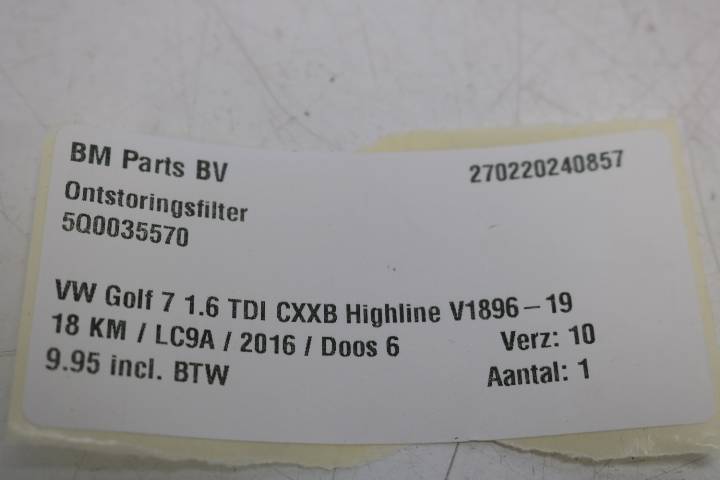 BM Parts BV 270220240857
Ontstoringsfilter
5Q0035570
VW Golf 7 1.6 TDI CXXB Highline V1896 – 19
18 KM / LC9A / 2016 / Doos 6 Verz: 10
9.95 incl. BTW Aantal: 1